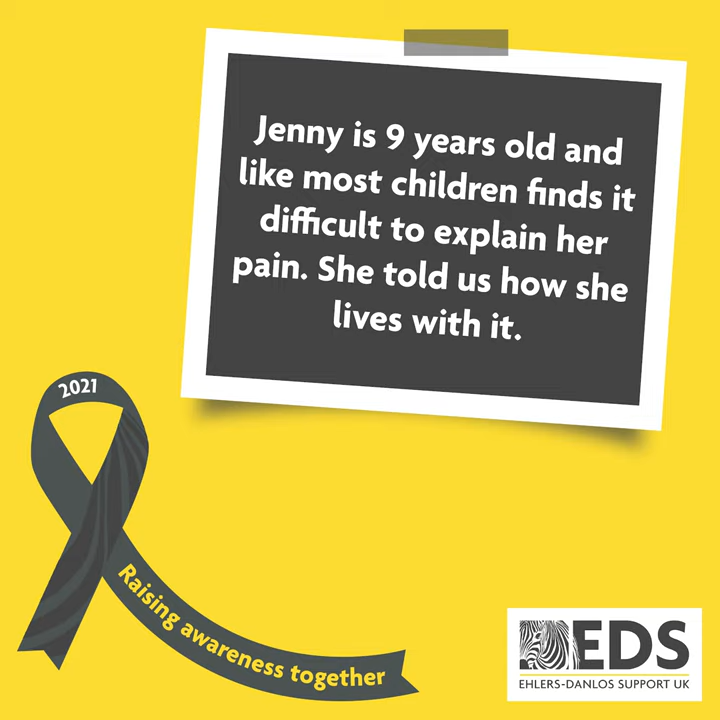 Jenny is 9 years old and
like most children finds it
difficult to explain her
pain. She told us how she
lives with it.
2021
Raising awareness together
EDS
EHLERS-DANLOS SUPPORT UK